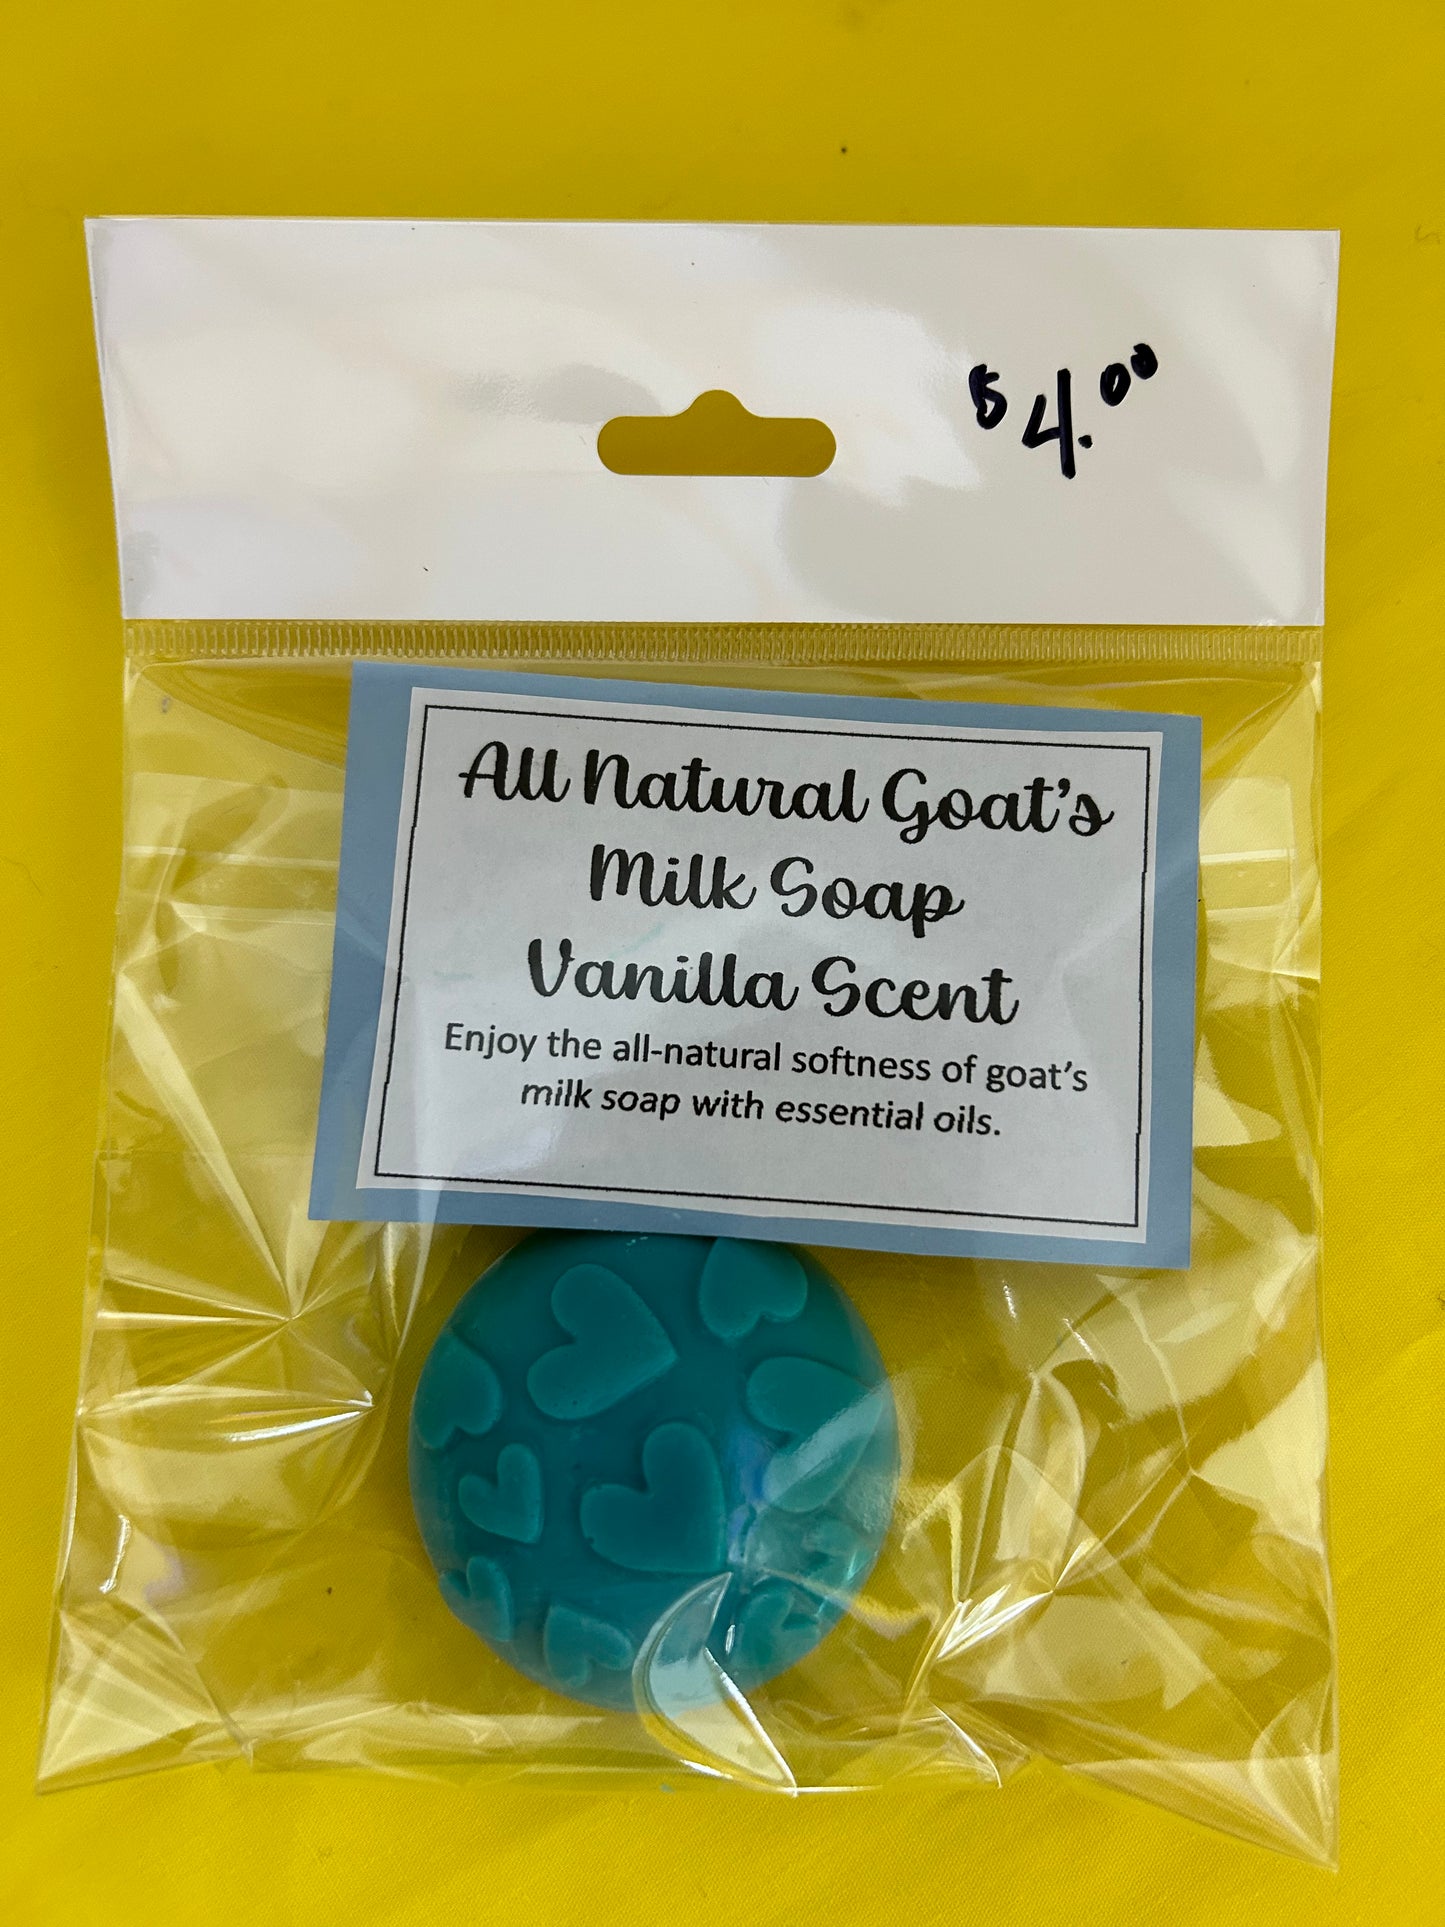 $4.00
All Natural Goat's
Milk Soap
Vanilla Scent
Enjoy the all-natural softness of goat's
milk soap with essential oils.